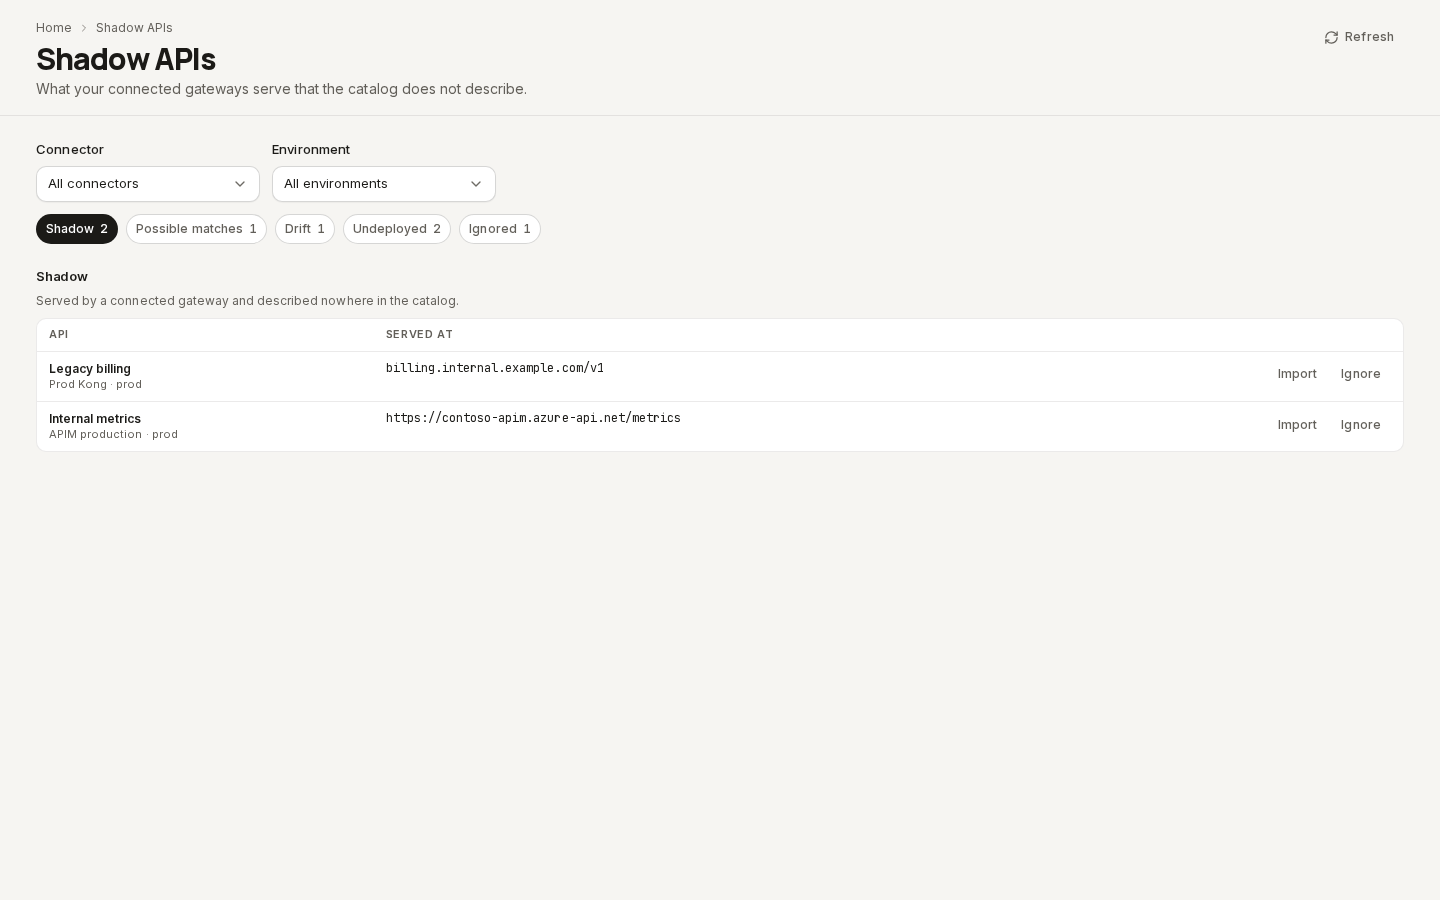 Home > Shadow APIs
Shadow APIs
What your connected gateways serve that the catalog does not describe.
Refresh
Connector
Environment
All connectors
All environments
Shadow 2
Possible matches 1
Drift 1
Undeployed 2
Ignored 1
Shadow
Served by a connected gateway and described nowhere in the catalog.
API
SERVED AT
Legacy billing
Prod Kong · prod
billing.internal.example.com/v1
Import
Ignore
Internal metrics
APIM production · prod
https://contoso-apim.azure-api.net/metrics
Import
Ignore